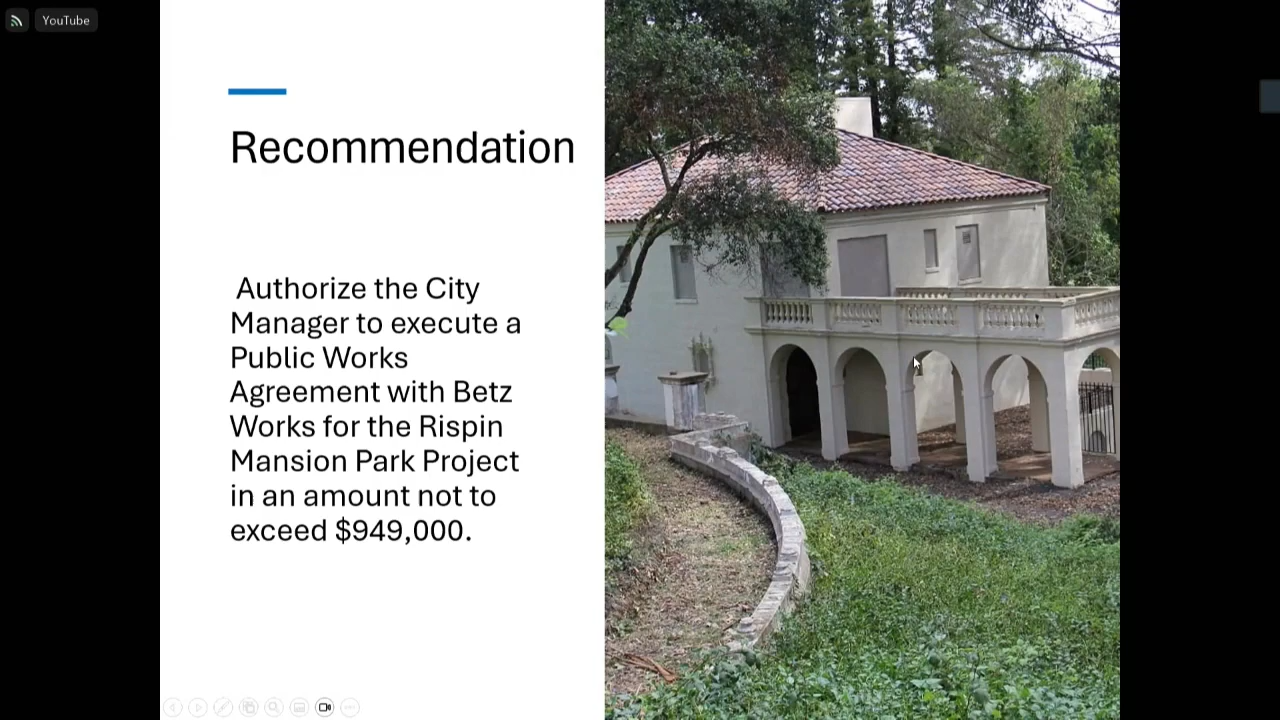 YouTube
Recommendation
Authorize the City
Manager to execute a
Public Works
Agreement with Betz
Works for the Rispin
Mansion Park Project
in an amount not to
exceed $949,000.